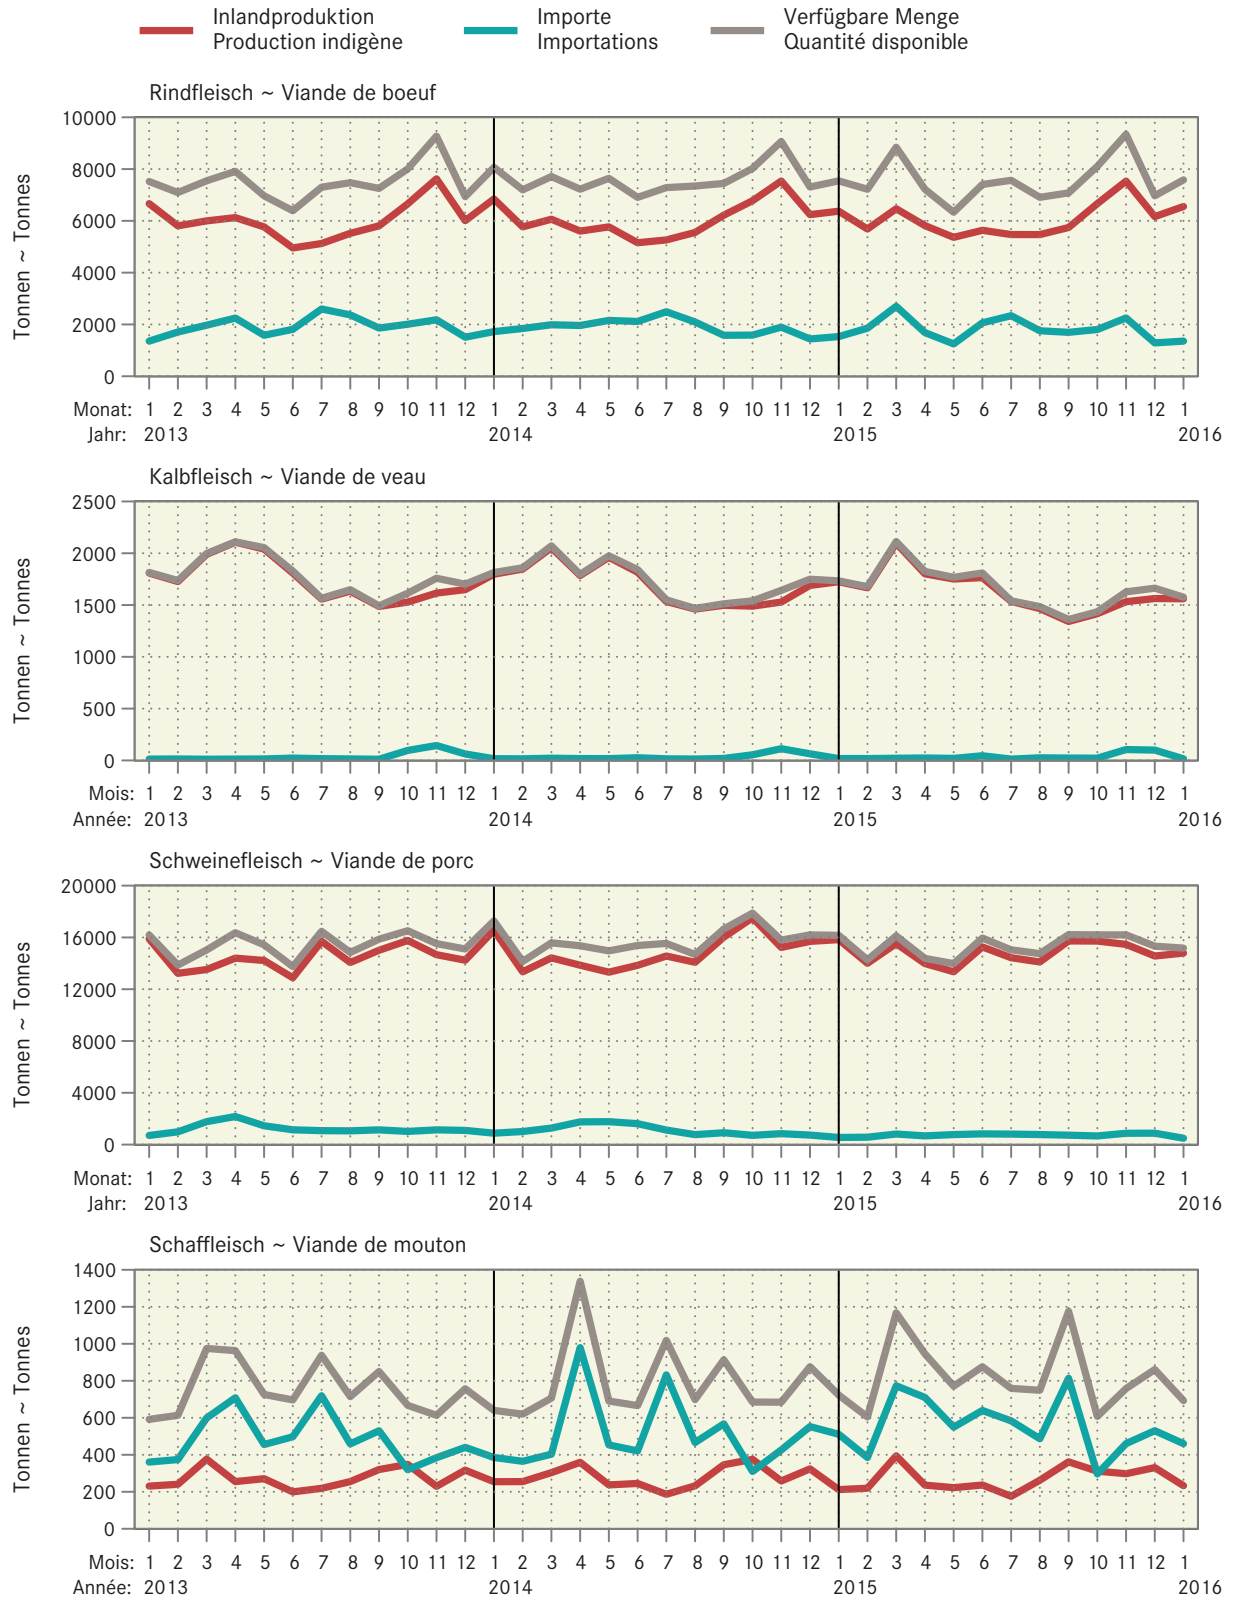 Inlandproduktion
Production indigène
Importe
Importations
Verfügbare Menge
Quantité disponible
Rindfleisch ~ Viande de boeuf
Tonnen ~ Tonnes
10000
8000
6000
4000
2000
0
Monat: 1 2 3 4 5 6 7 8 9 10 11 12 1 2 3 4 5 6 7 8 9 10 11 12 1 2 3 4 5 6 7 8 9 10 11 12 1
Jahr: 2013 2014 2015 2016
Kalbfleisch ~ Viande de veau
Tonnen ~ Tonnes
2500
2000
1500
1000
500
0
Mois: 1 2 3 4 5 6 7 8 9 10 11 12 1 2 3 4 5 6 7 8 9 10 11 12 1 2 3 4 5 6 7 8 9 10 11 12 1
Année: 2013 2014 2015 2016
Schweinefleisch ~ Viande de porc
Tonnen ~ Tonnes
20000
16000
12000
8000
4000
0
Monat: 1 2 3 4 5 6 7 8 9 10 11 12 1 2 3 4 5 6 7 8 9 10 11 12 1 2 3 4 5 6 7 8 9 10 11 12 1
Jahr: 2013 2014 2015 2016
Schaffleisch ~ Viande de mouton
Tonnen ~ Tonnes
1400
1200
1000
800
600
400
200
0
Mois: 1 2 3 4 5 6 7 8 9 10 11 12 1 2 3 4 5 6 7 8 9 10 11 12 1 2 3 4 5 6 7 8 9 10 11 12 1
Année: 2013 2014 2015 2016